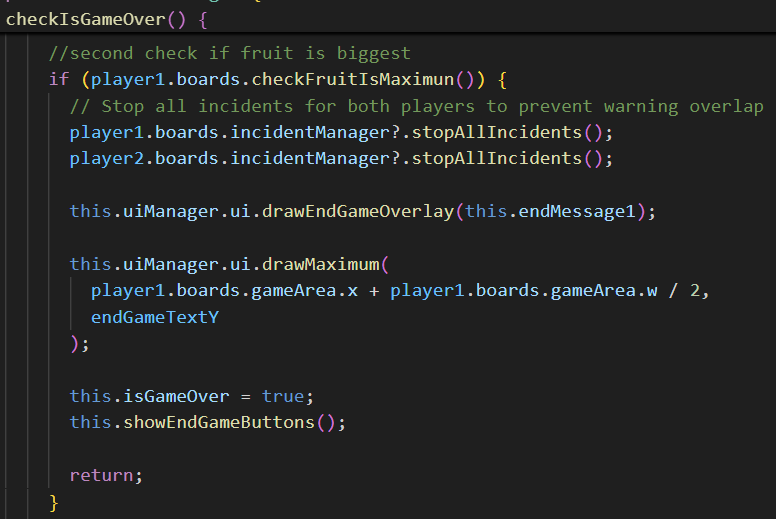 checkIsGameOver() {
//second check if fruit is biggest
if (player1.boards.checkFruitIsMaximun()) {
// Stop all incidents for both players to prevent warning overlap
player1.boards.incidentManager?.stopAllIncidents();
player2.boards.incidentManager?.stopAllIncidents();
this.uiManager.ui.drawEndGameOverlay(this.endMessage1);
this.uiManager.ui.drawMaximum(
player1.boards.gameArea.x + player1.boards.gameArea.w / 2,
endGameTextY
);
this.isGameOver = true;
this.showEndGameButtons();
return;
}